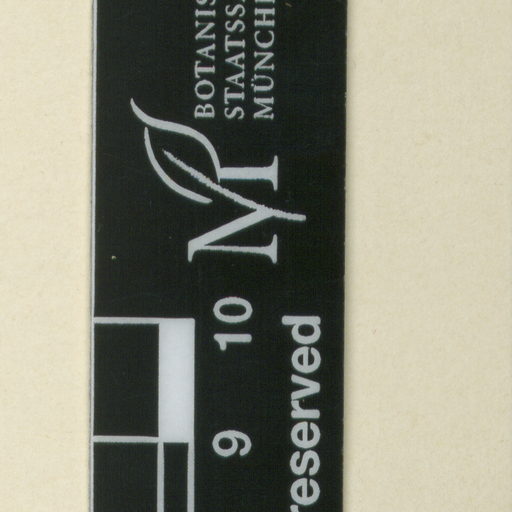 BOTANIS
STAATSS
MÜNCH
M
9 10
reserved